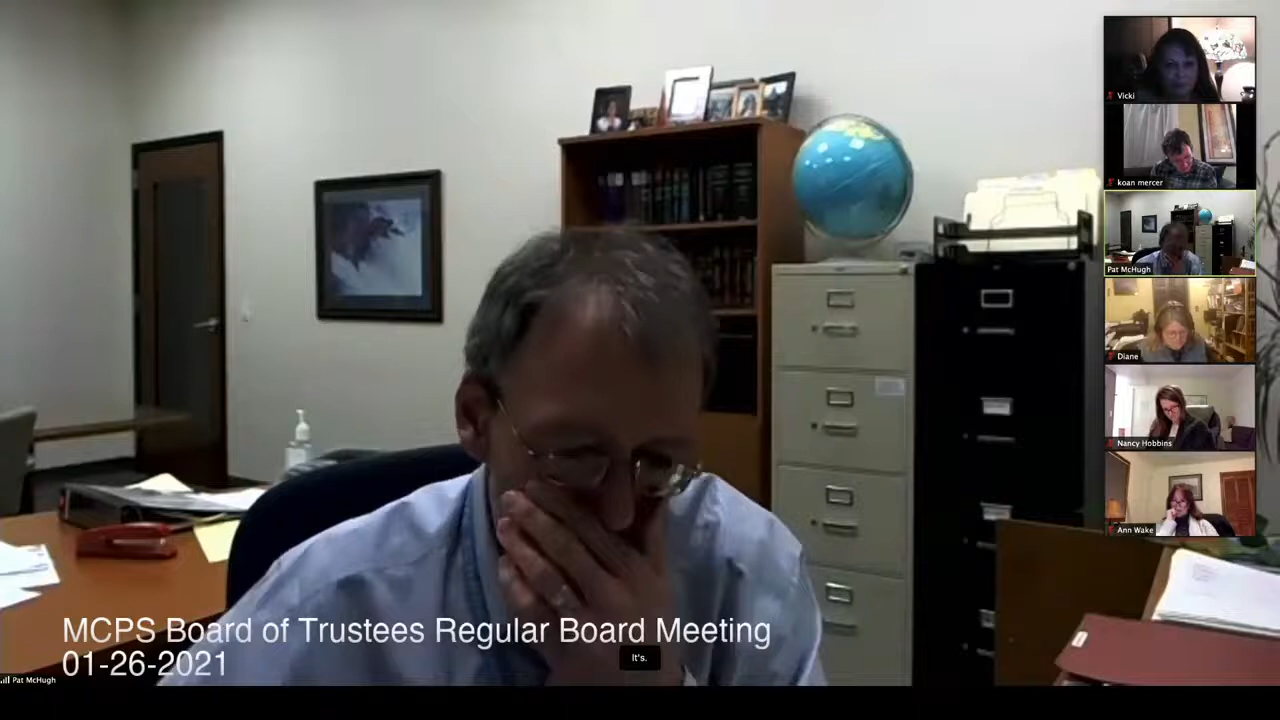 Vicki
koan mercer
Pat McHugh
Diane
Nancy Hobbins
Ann Wake
MCPS Board of Trustees Regular Board Meeting
01-26-2021
It's.
Pat McHugh